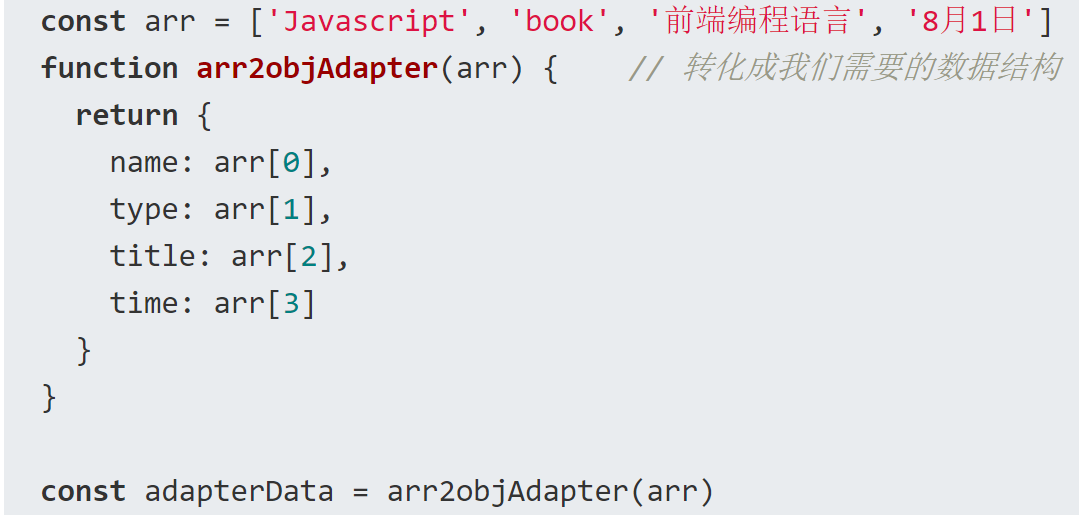 const arr = ['Javascript', 'book', '前端编程语言', '8月1日']
function arr2objAdapter(arr) {    // 转化成我们需要的数据结构
  return {
    name: arr[0],
    type: arr[1],
    title: arr[2],
    time: arr[3]
  }
}

const adapterData = arr2objAdapter(arr)